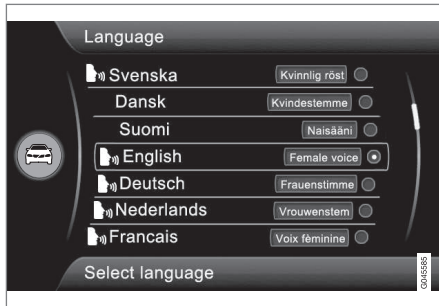 Language
Svenska Kvinnlig röst
Dansk Kvindestemme
Suomi Naisääni
English Female voice
Deutsch Frauenstimme
Nederlands Vrouwenstem
Francais Voix féminine
Select language
G045585